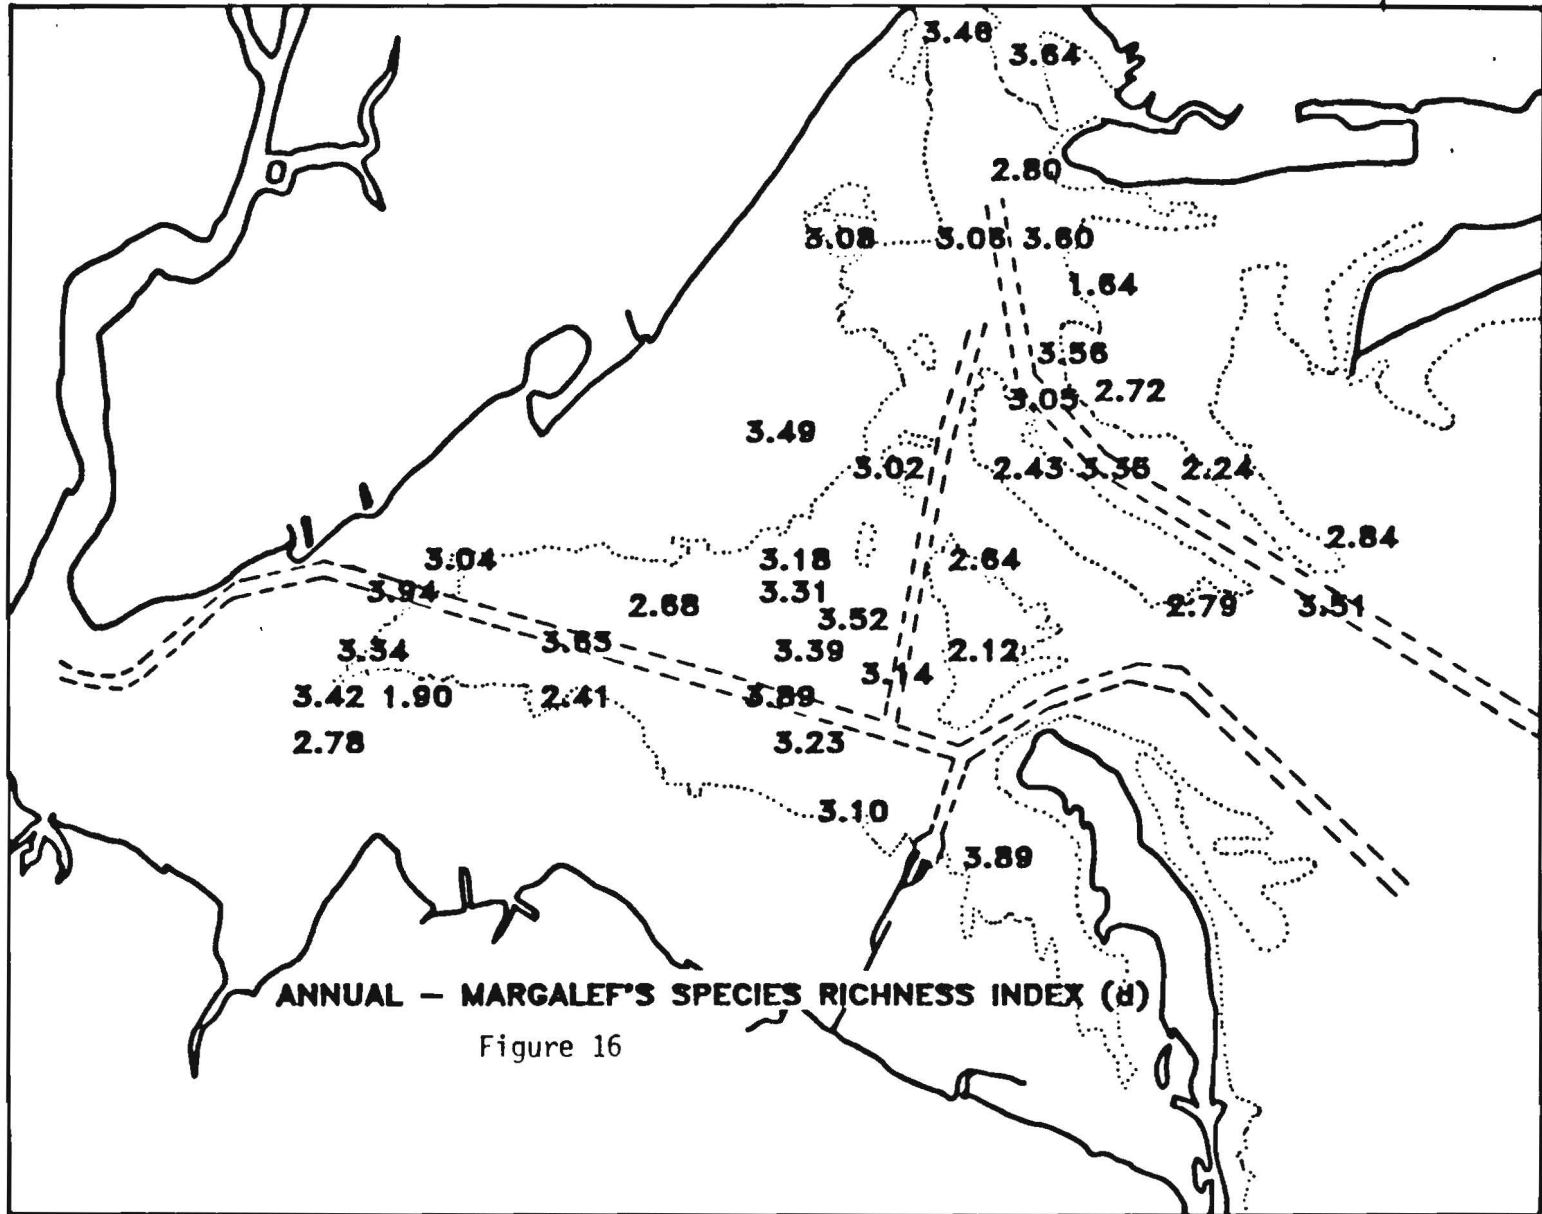 3.46
3.64
2.80
3.08 3.06 3.60
1.64
3.56
3.05 2.72
3.49
3.02 2.43 3.36 2.24
2.84
3.04 3.18 2.64
3.94 3.31
2.68 3.52 2.79 3.51
3.34 3.63 3.39 2.12
3.14
3.42 1.90 2.41 3.89
2.78 3.23
3.10
3.89
ANNUAL – MARGALEF'S SPECIES RICHNESS INDEX (d)
Figure 16